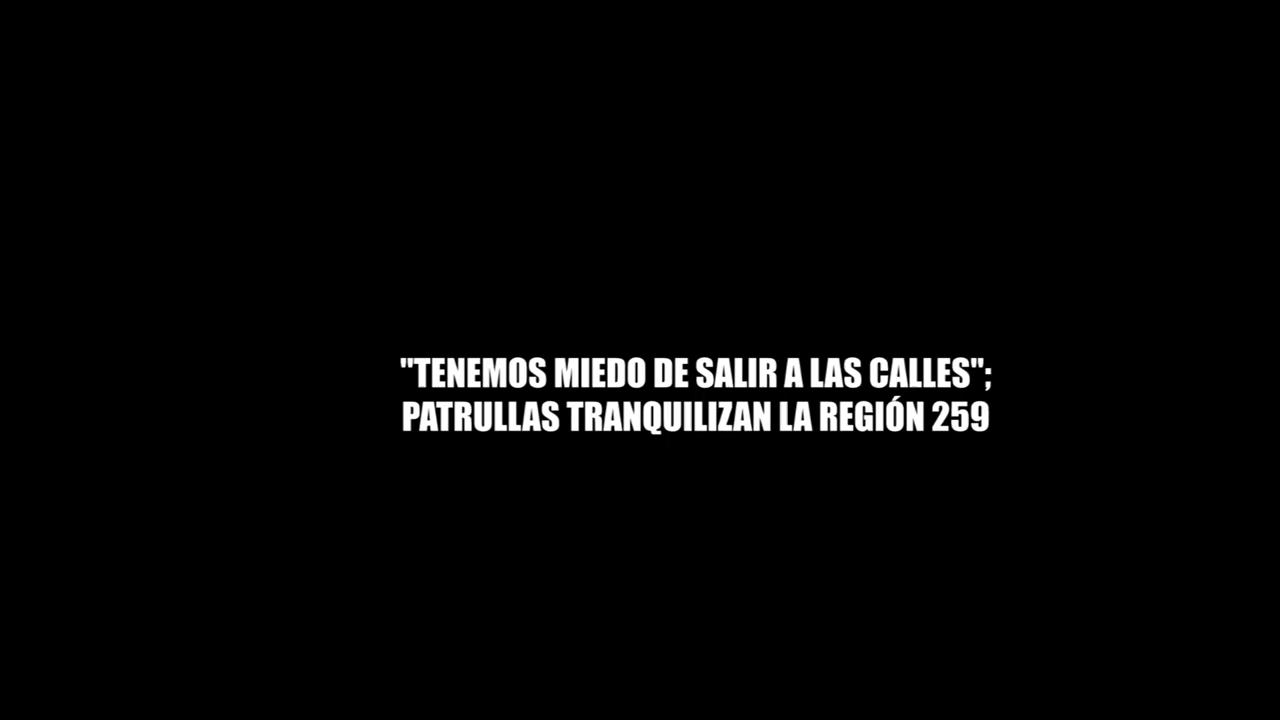 "TENEMOS MIEDO DE SALIR A LAS CALLES";
PATRULLAS TRANQUILIZAN LA REGIÓN 259